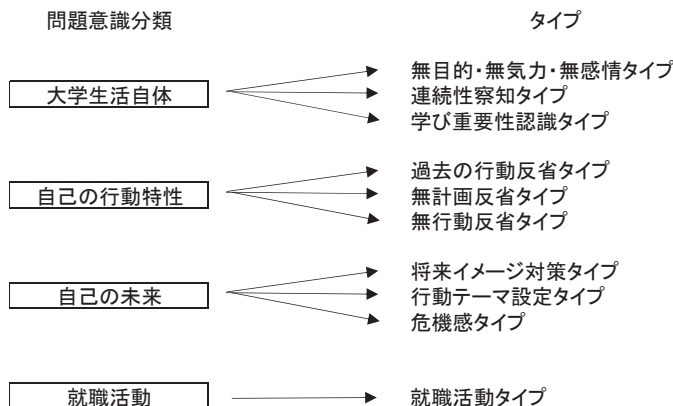 問題意識分類 タイプ
大学生活自体
無目的・無気力・無感情タイプ
連続性察知タイプ
学び重要性認識タイプ
自己の行動特性
過去の行動反省タイプ
無計画反省タイプ
無行動反省タイプ
自己の未来
将来イメージ対策タイプ
行動テーマ設定タイプ
危機感タイプ
就職活動 就職活動タイプ